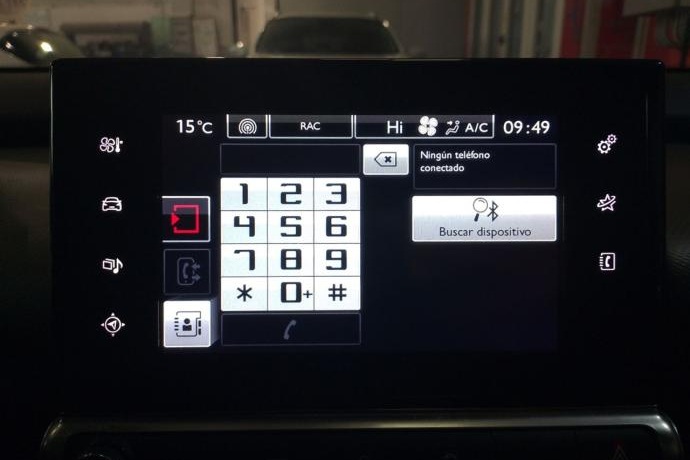 15°C RAC Hi A/C 09:49
Ningún teléfono
conectado
1 2 3
4 5 6
7 8 9
* 0+ #
Buscar dispositivo